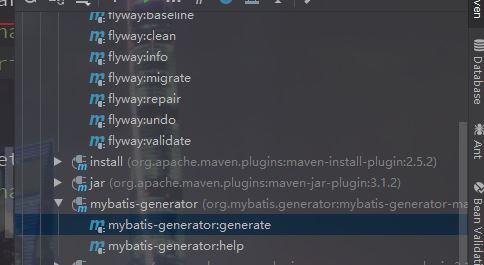 flyway:baseline
flyway:clean
flyway:info
flyway:migrate
flyway:repair
flyway:undo
flyway:validate
install (org.apache.maven.plugins:maven-install-plugin:2.5.2)
jar (org.apache.maven.plugins:maven-jar-plugin:3.1.2)
mybatis-generator (org.mybatis.generator:mybatis-generator-ma
mybatis-generator:generate
mybatis-generator:help
Database
Ant
Bean Validat